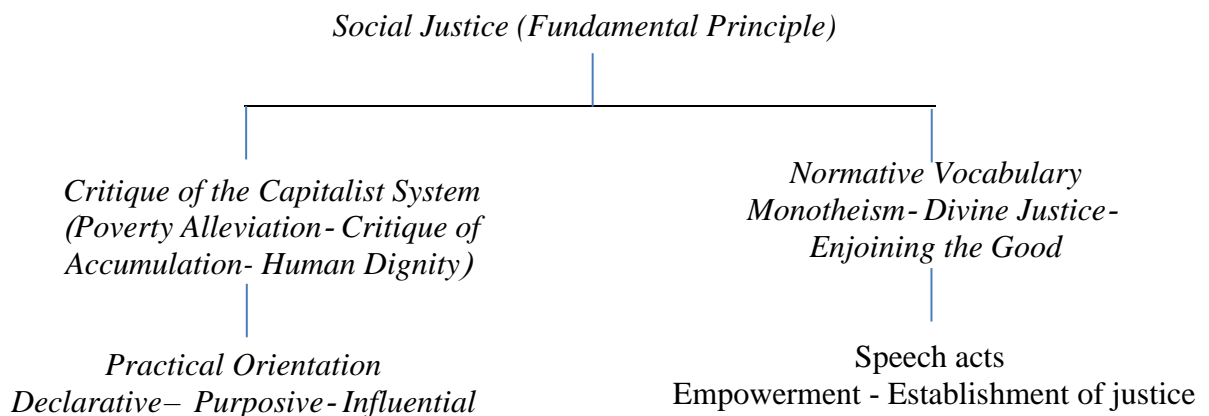 Social Justice (Fundamental Principle)
Critique of the Capitalist System
(Poverty Alleviation- Critique of
Accumulation- Human Dignity)
Normative Vocabulary
Monotheism- Divine Justice-
Enjoining the Good
Practical Orientation
Declarative– Purposive- Influential
Speech acts
Empowerment - Establishment of justice